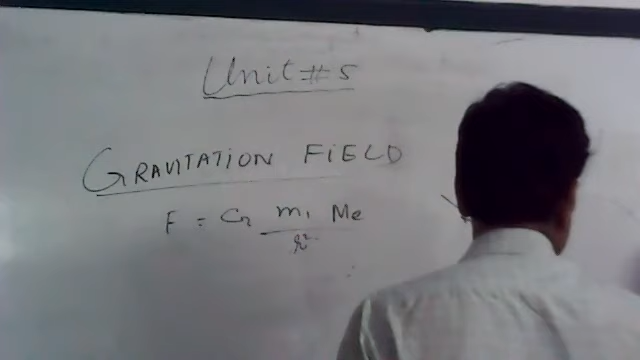 Unit # 5
GRAVITATION FIELD
F = G m₁ Me
r²